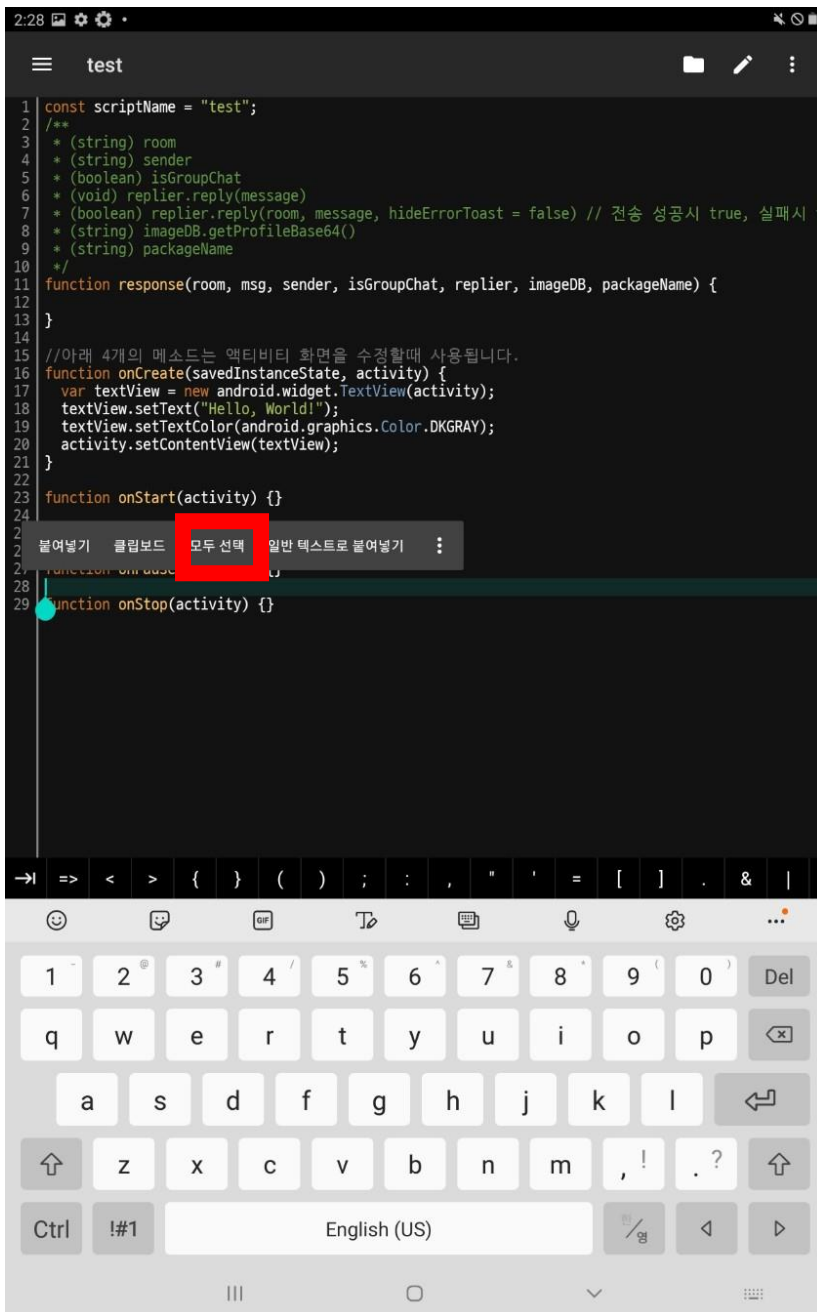 2:28
test
1 const scriptName = "test";
2 /**
3 * (string) room
4 * (string) sender
5 * (boolean) isGroupChat
6 * (void) replier.reply(message)
7 * (boolean) replier.reply(room, message, hideErrorToast = false) // 전송 성공시 true, 실패시
8 * (string) imageDB.getProfileBase64()
9 * (string) packageName
10 */
11 function response(room, msg, sender, isGroupChat, replier, imageDB, packageName) {
12
13 }
14
15 //아래 4개의 메소드는 액티비티 화면을 수정할때 사용됩니다.
16 function onCreate(savedInstanceState, activity) {
17 var textView = new android.widget.TextView(activity);
18 textView.setText("Hello, World!");
19 textView.setTextColor(android.graphics.Color.DKGRAY);
20 activity.setContentView(textView);
21 }
22
23 function onStart(activity) {}
24
붙여넣기 클립보드 모두 선택 일반 텍스트로 붙여넣기
27
28
29 function onStop(activity) {}
=> < > { } ( ) ; : , " ' = [ ] . & |
GIF T
1 2 @ 3 # 4 / 5 % 6 ^ 7 & 8 * 9 ( 0 ) Del
q w e r t y u i o p
a s d f g h j k l
z x c v b n m , ! . ?
Ctrl !#1 English (US) 한/영